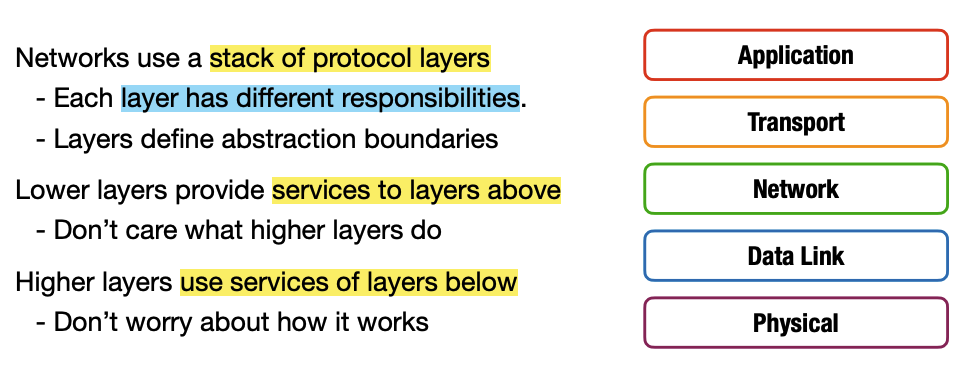 Networks use a stack of protocol layers
- Each layer has different responsibilities.
- Layers define abstraction boundaries
Lower layers provide services to layers above
- Don’t care what higher layers do
Higher layers use services of layers below
- Don’t worry about how it works
Application
Transport
Network
Data Link
Physical